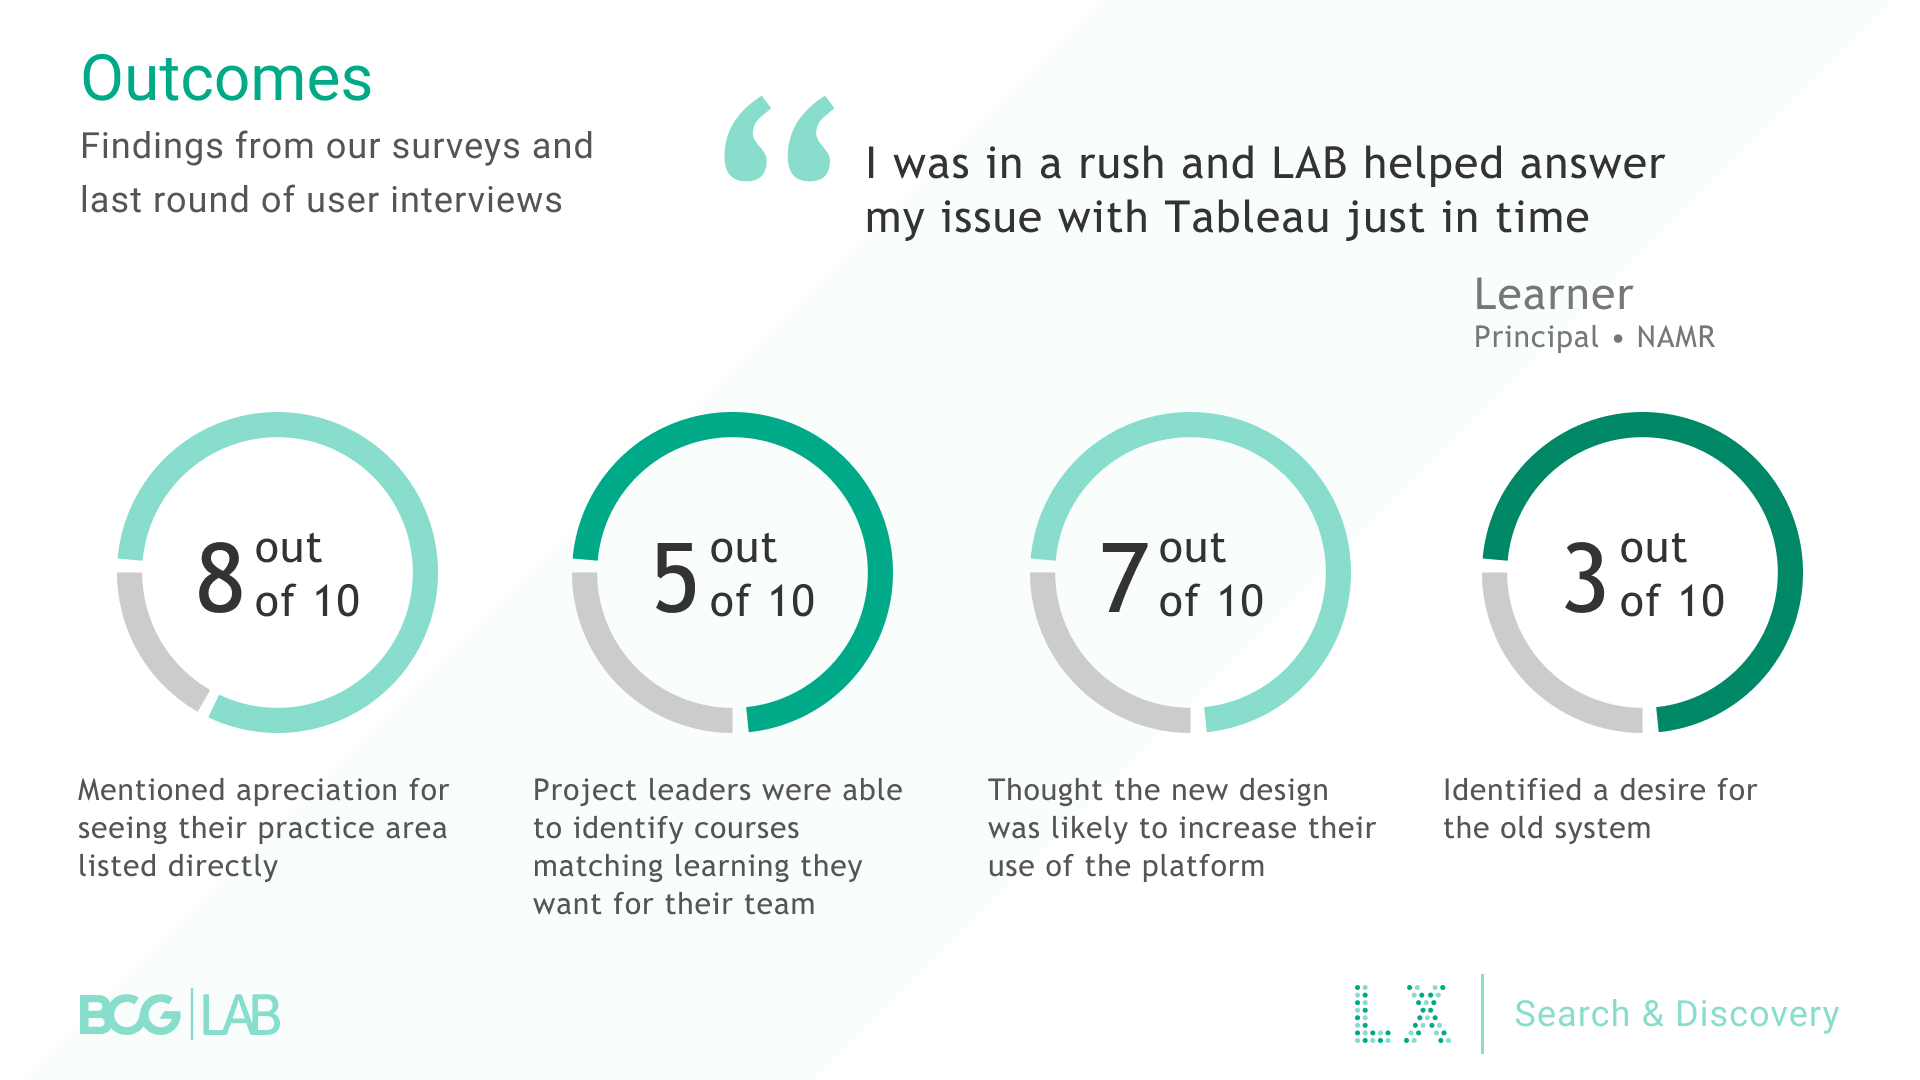 Outcomes
Findings from our surveys and
last round of user interviews
“
I was in a rush and LAB helped answer
my issue with Tableau just in time
Learner
Principal • NAMR
8 out
of 10
Mentioned apreciation for
seeing their practice area
listed directly
5 out
of 10
Project leaders were able
to identify courses
matching learning they
want for their team
7 out
of 10
Thought the new design
was likely to increase their
use of the platform
3 out
of 10
Identified a desire for
the old system
BCG | LAB
LX | Search & Discovery